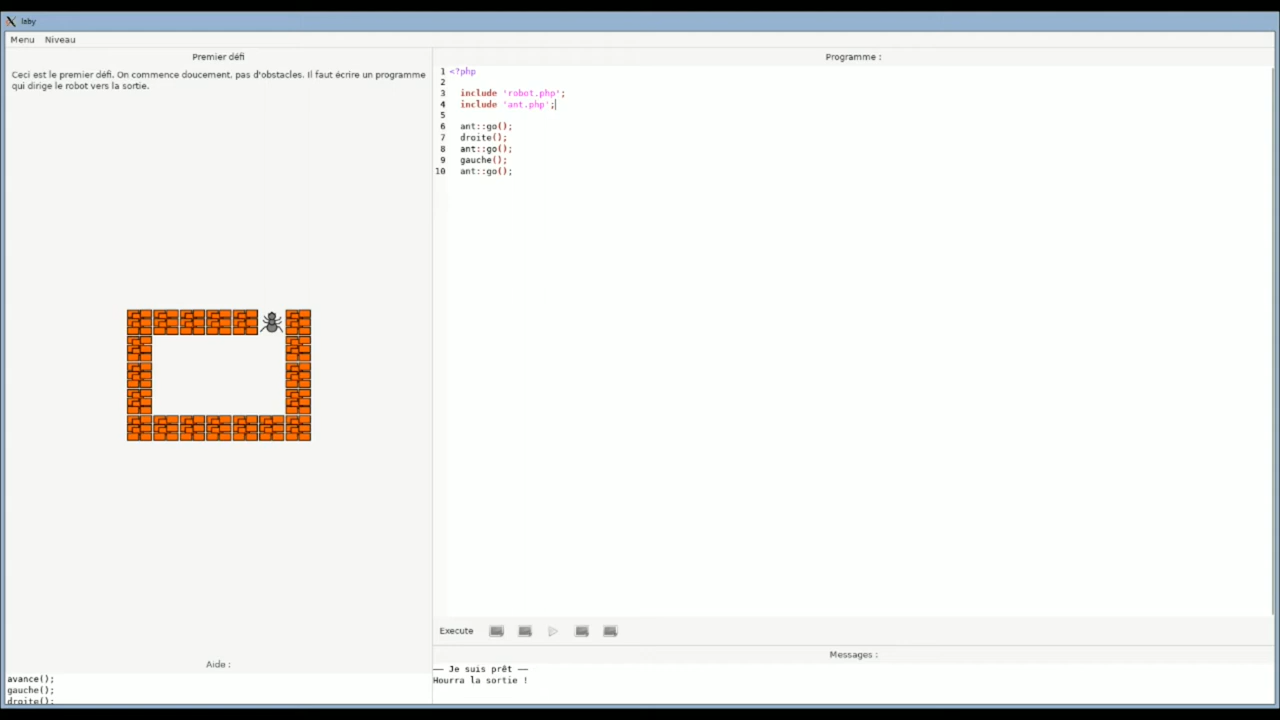 laby
Menu Niveau
Premier défi
Ceci est le premier défi. On commence doucement, pas d'obstacles. Il faut écrire un programme
qui dirige le robot vers la sortie.
Programme :
1 <?php
2
3 include 'robot.php';
4 include 'ant.php';
5
6 ant::go();
7 droite();
8 ant::go();
9 gauche();
10 ant::go();
Execute
Messages :
—— Je suis prêt ——
Hourra la sortie !
Aide :
avance();
gauche();
droite();